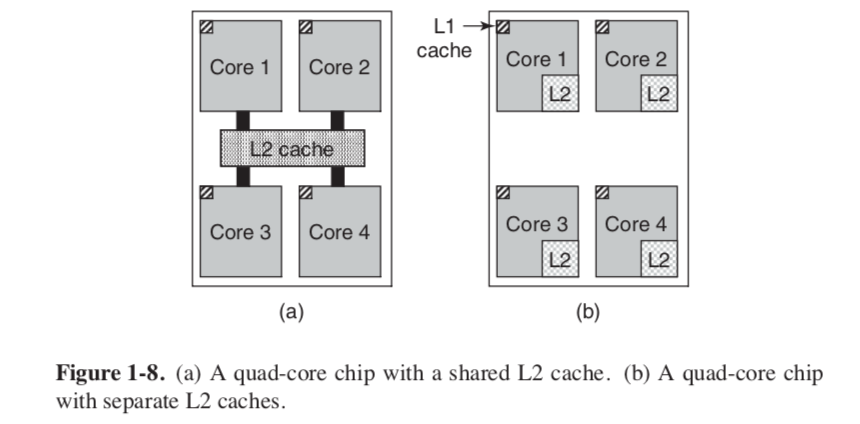 L1
cache
Core 1
Core 2
L2 cache
Core 3
Core 4
(a)
Core 1
L2
Core 2
L2
Core 3
L2
Core 4
L2
(b)
Figure 1-8. (a) A quad-core chip with a shared L2 cache. (b) A quad-core chip
with separate L2 caches.